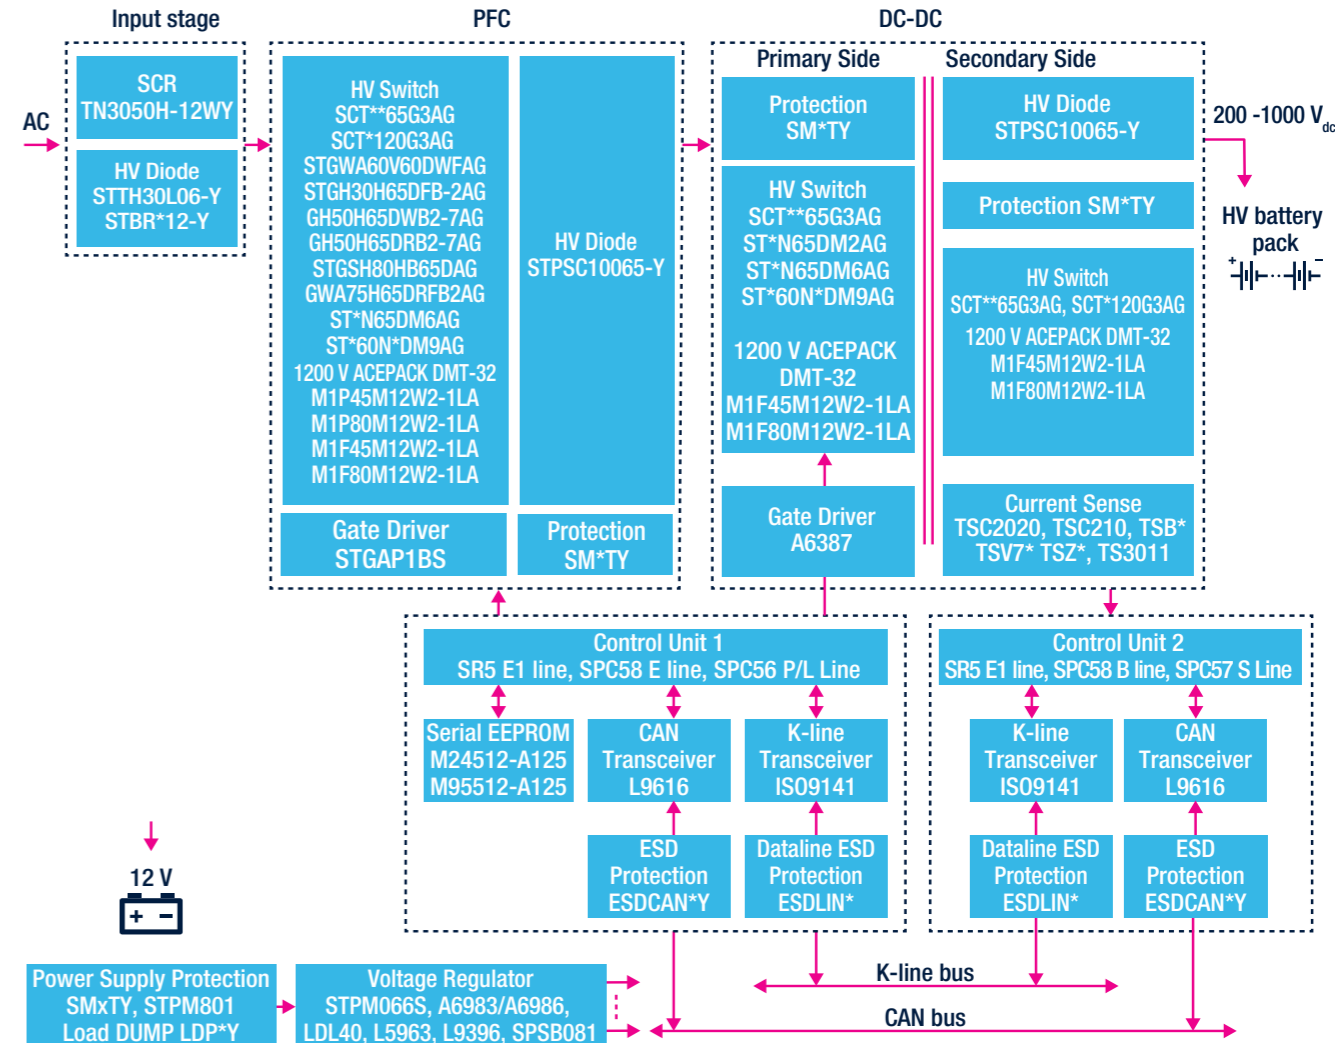 Input stage
PFC
DC-DC
AC
SCR
TN3050H-12WY
HV Diode
STTH30L06-Y
STBR*12-Y
HV Switch
SCT**65G3AG
SCT*120G3AG
STGWA60V60DWFAG
STGH30H65DFB-2AG
GH50H65DWB2-7AG
GH50H65DRB2-7AG
STGSH80HB65DAG
GWA75H65DRFB2AG
ST*N65DM6AG
ST*60N*DM9AG
1200 V ACEPACK DMT-32
M1P45M12W2-1LA
M1P80M12W2-1LA
M1F45M12W2-1LA
M1F80M12W2-1LA
HV Diode
STPSC10065-Y
Gate Driver
STGAP1BS
Protection
SM*TY
Primary Side
Protection
SM*TY
HV Switch
SCT**65G3AG
ST*N65DM2AG
ST*N65DM6AG
ST*60N*DM9AG
1200 V ACEPACK
DMT-32
M1F45M12W2-1LA
M1F80M12W2-1LA
Gate Driver
A6387
Secondary Side
HV Diode
STPSC10065-Y
Protection SM*TY
HV Switch
SCT**65G3AG, SCT*120G3AG
1200 V ACEPACK DMT-32
M1F45M12W2-1LA
M1F80M12W2-1LA
Current Sense
TSC2020, TSC210, TSB*
TSV7* TSZ*, TS3011
200 -1000 Vdc
HV battery
pack
+ −
Control Unit 1
SR5 E1 line, SPC58 E line, SPC56 P/L Line
Serial EEPROM
M24512-A125
M95512-A125
CAN
Transceiver
L9616
K-line
Transceiver
ISO9141
ESD
Protection
ESDCAN*Y
Dataline ESD
Protection
ESDLIN*
Control Unit 2
SR5 E1 line, SPC58 B line, SPC57 S Line
K-line
Transceiver
ISO9141
CAN
Transceiver
L9616
Dataline ESD
Protection
ESDLIN*
ESD
Protection
ESDCAN*Y
12 V
+ −
Power Supply Protection
SMxTY, STPM801
Load DUMP LDP*Y
Voltage Regulator
STPM066S, A6983/A6986,
LDL40, L5963, L9396, SPSB081
K-line bus
CAN bus